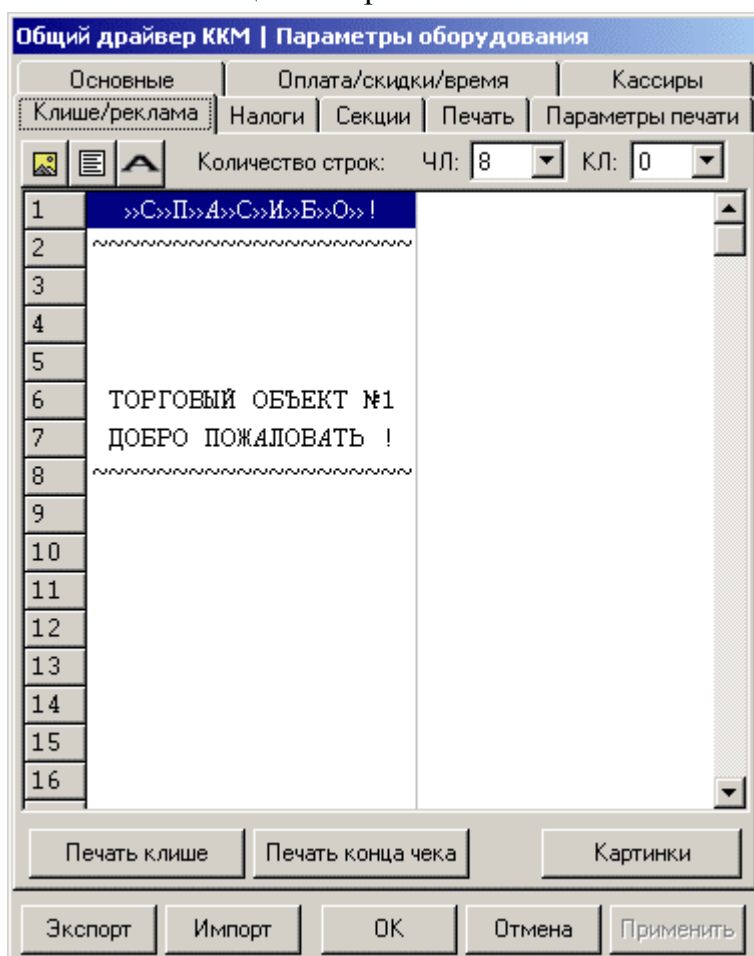 Общий драйвер ККМ | Параметры оборудования
Основные Оплата/скидки/время Кассиры
Клише/реклама Налоги Секции Печать Параметры печати
Количество строк: ЧЛ: 8 КЛ: 0
1 »С»П»А»С»И»Б»О» !
2 ~~~~~~~~~~~~~~~~~~~~
3
4
5
6 ТОРГОВЫЙ ОБЪЕКТ №1
7 ДОБРО ПОЖАЛОВАТЬ !
8 ~~~~~~~~~~~~~~~~~~~~
9
10
11
12
13
14
15
16
Печать клише Печать конца чека Картинки
Экспорт Импорт OK Отмена Применить